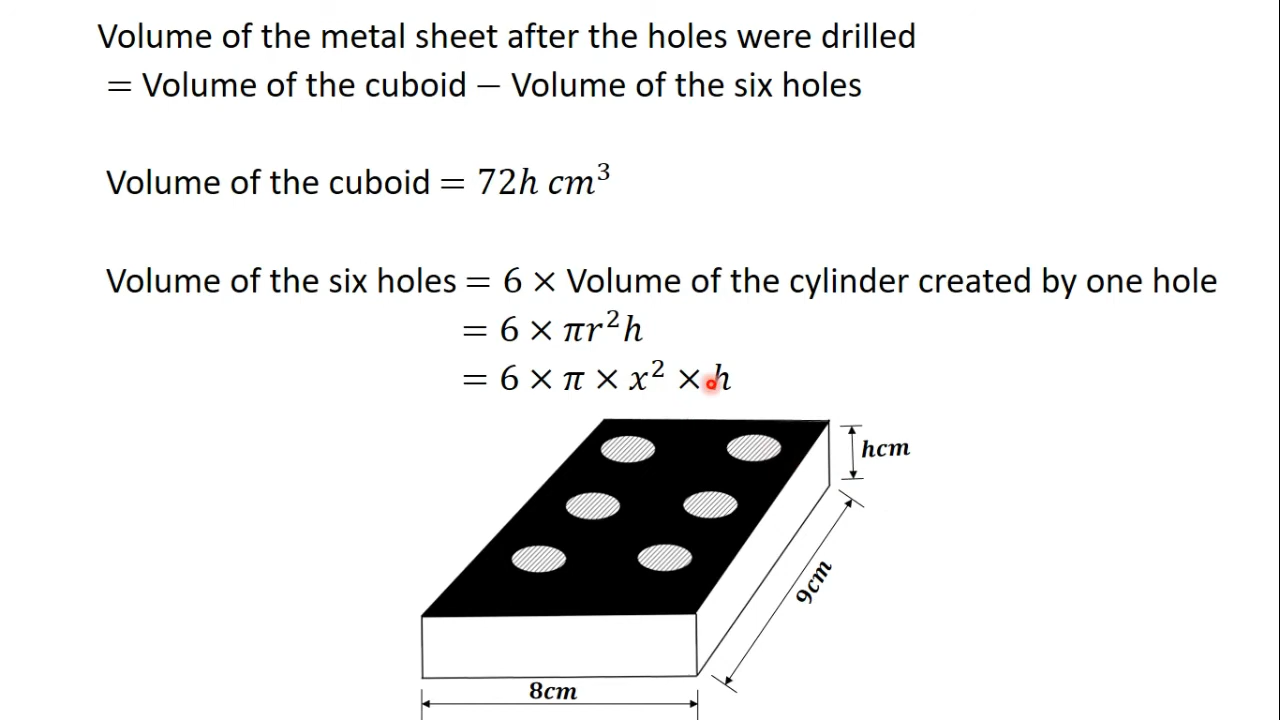 Volume of the metal sheet after the holes were drilled
= Volume of the cuboid − Volume of the six holes
Volume of the cuboid = 72h cm³
Volume of the six holes = 6 × Volume of the cylinder created by one hole
= 6 × πr²h
= 6 × π × x² × h
hcm
9cm
8cm